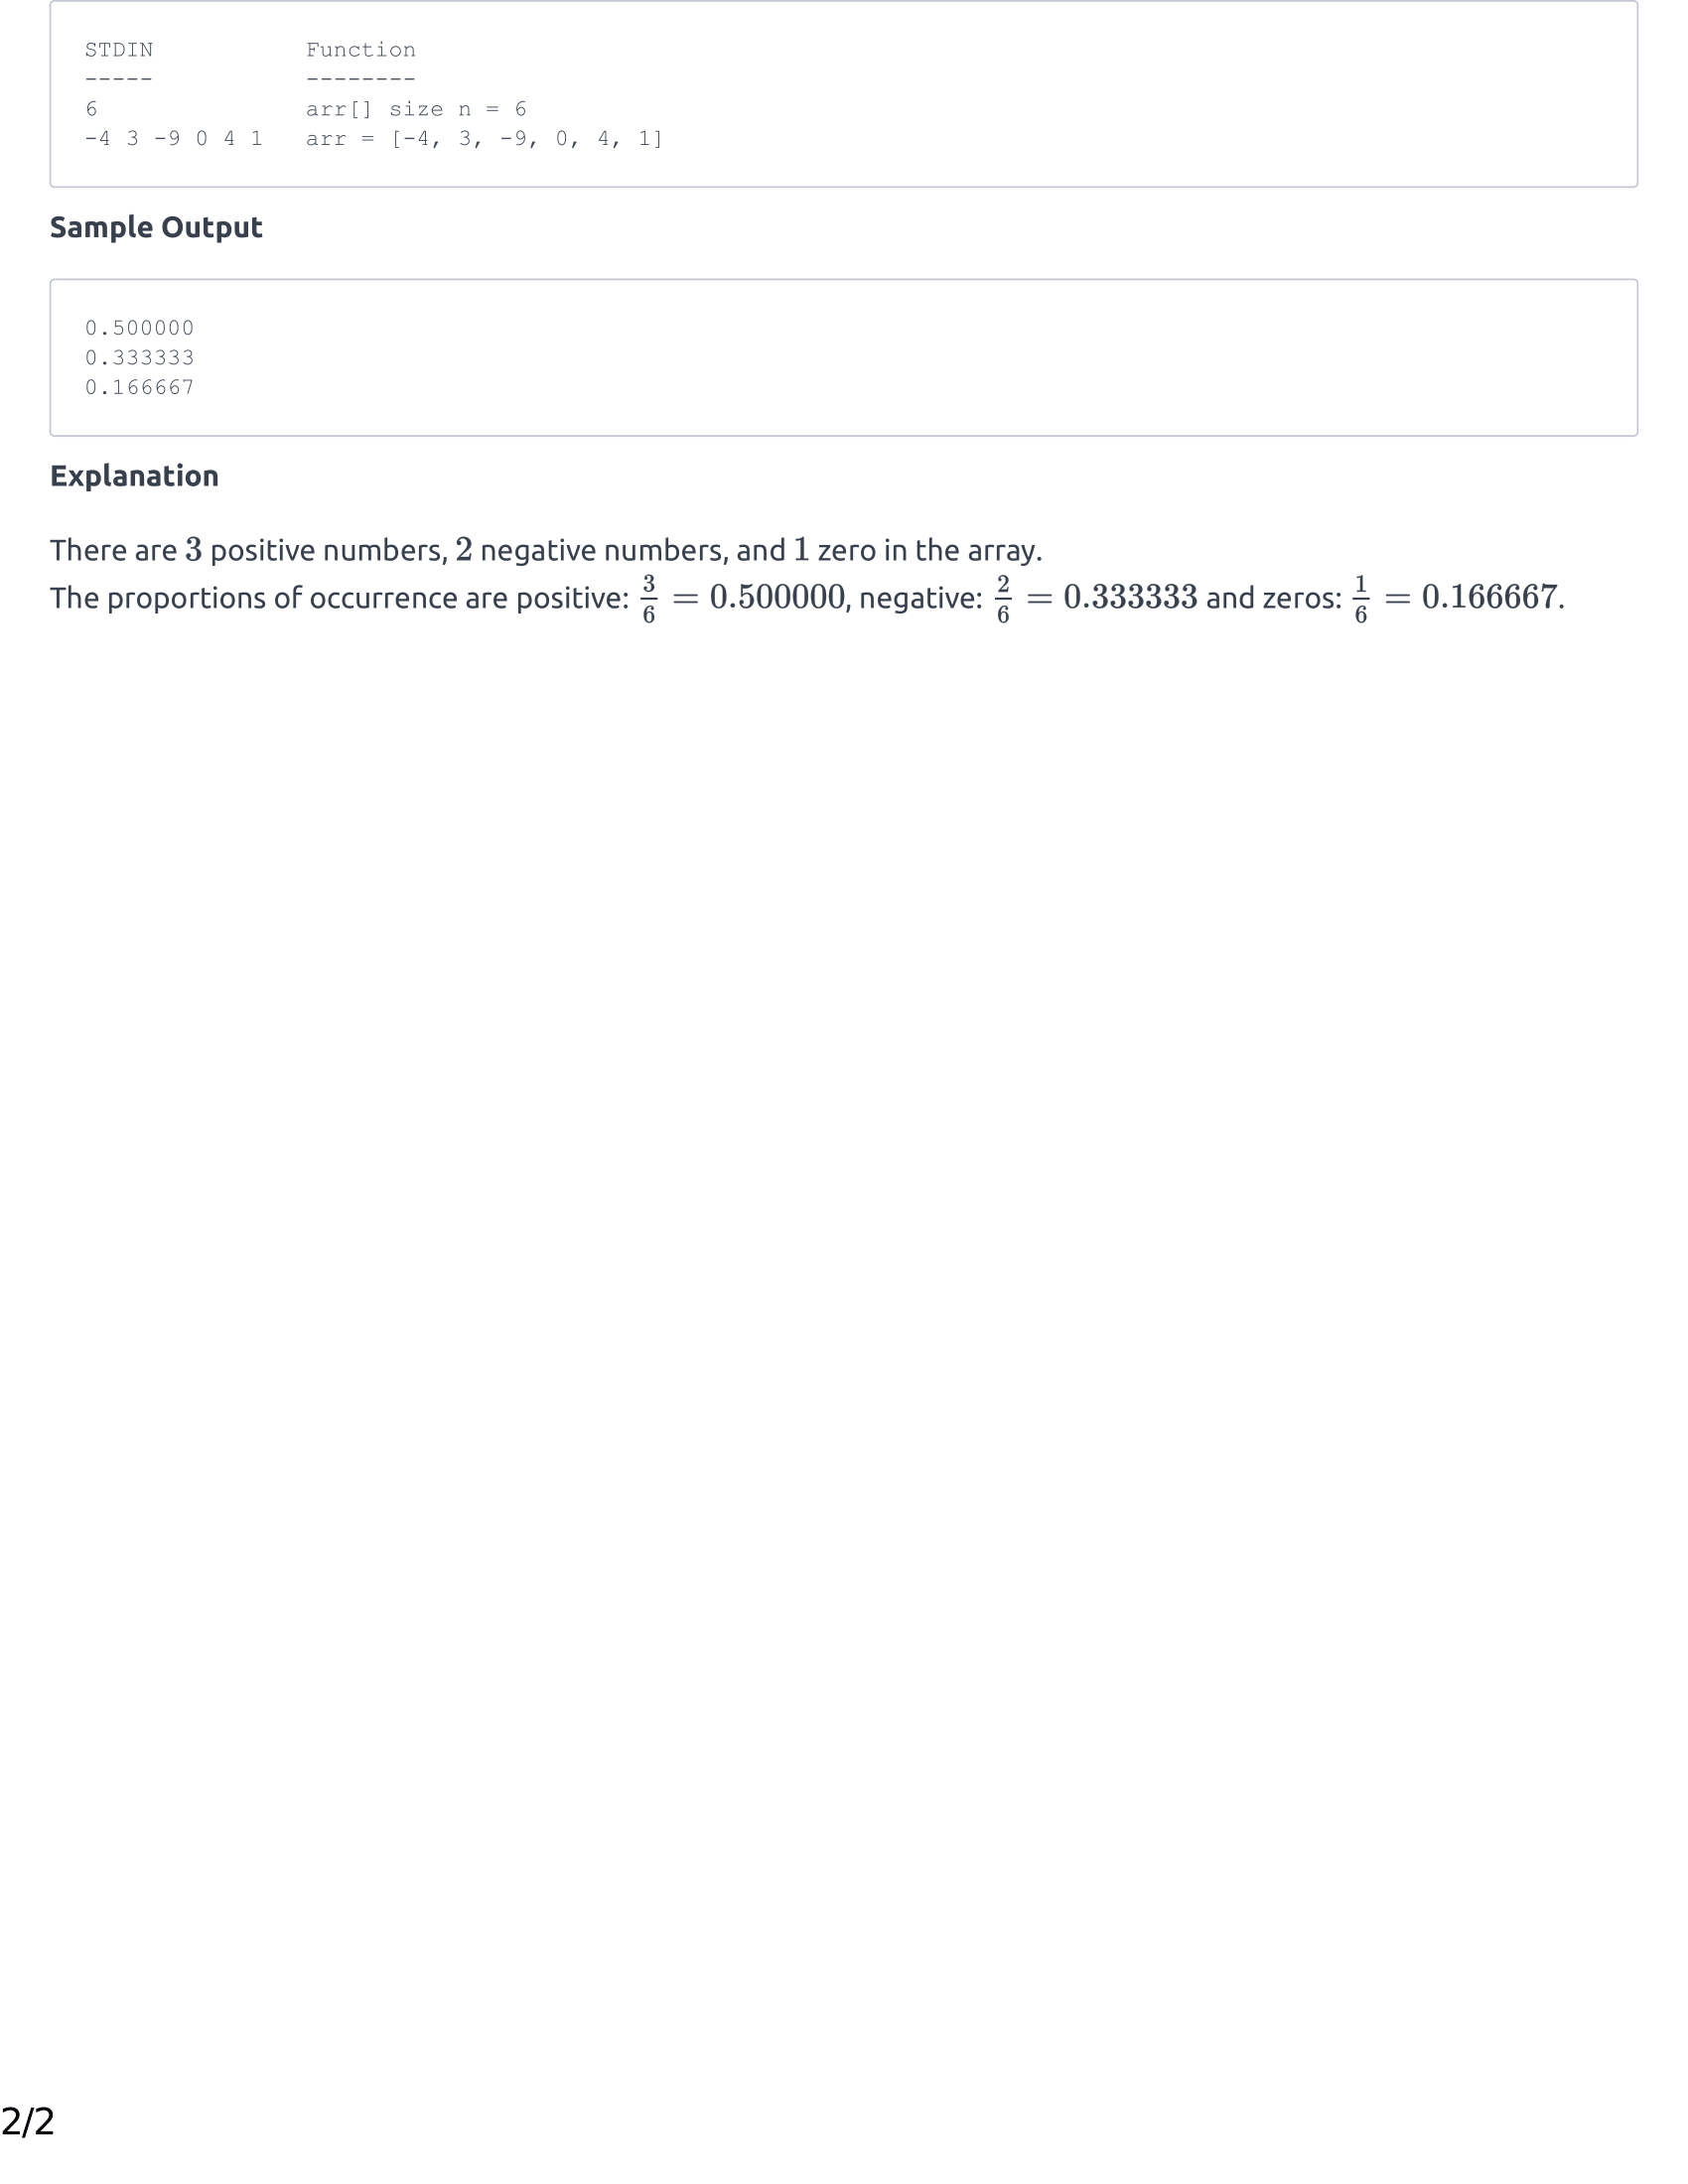 STDIN           Function
-----           --------
6               arr[] size n = 6
-4 3 -9 0 4 1   arr = [-4, 3, -9, 0, 4, 1]
Sample Output
0.500000
0.333333
0.166667
Explanation
There are 3 positive numbers, 2 negative numbers, and 1 zero in the array.
The proportions of occurrence are positive: 3/6 = 0.500000, negative: 2/6 = 0.333333 and zeros: 1/6 = 0.166667.
2/2